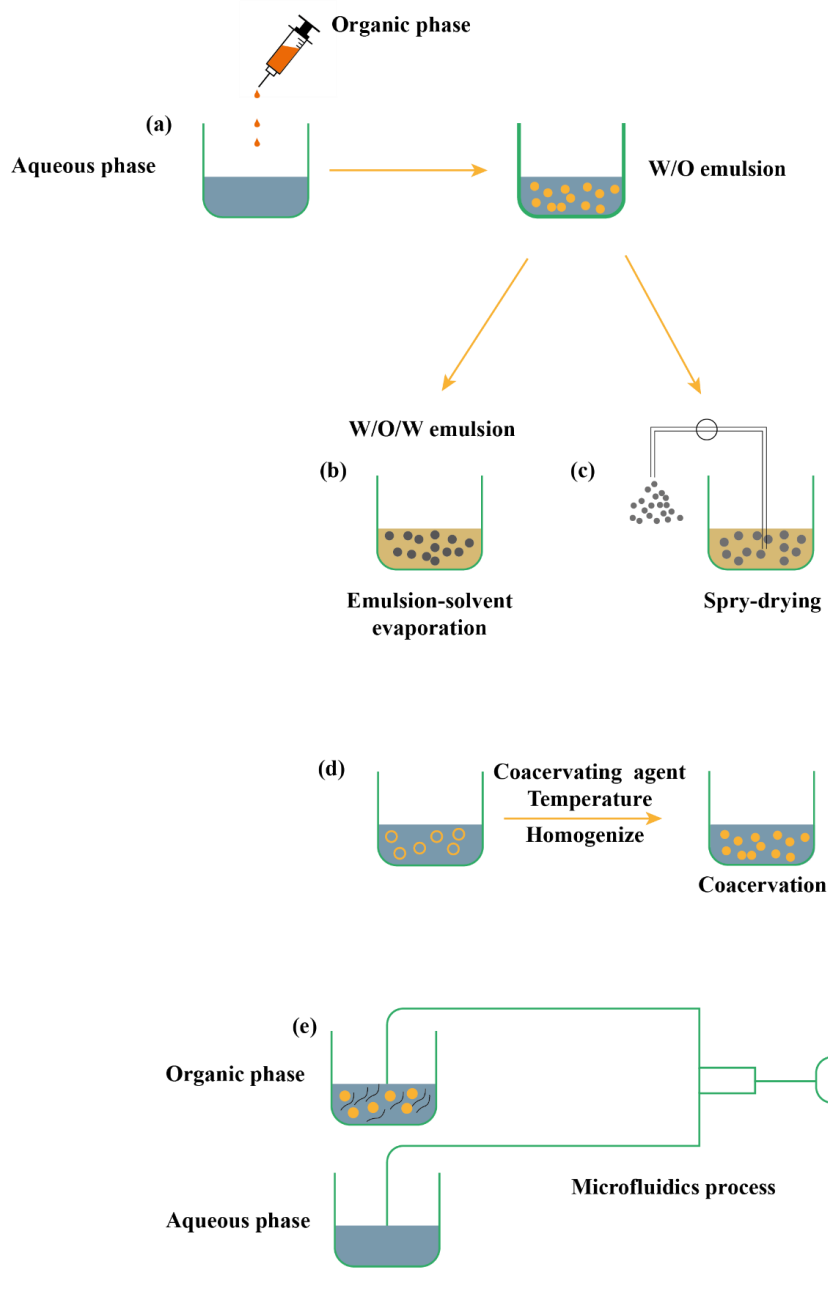 Organic phase
(a)
Aqueous phase
W/O emulsion
W/O/W emulsion
(b)
(c)
Emulsion-solvent
evaporation
Spry-drying
(d)
Coacervating agent
Temperature
Homogenize
Coacervation
(e)
Organic phase
Microfluidics process
Aqueous phase